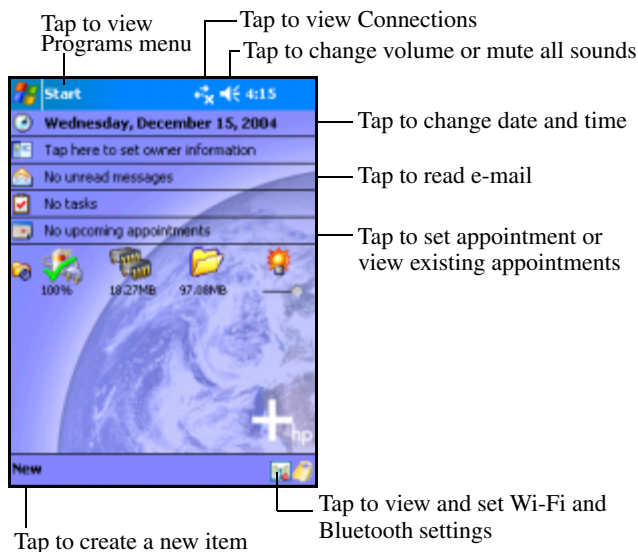 Tap to view
Programs menu
Tap to view Connections
Tap to change volume or mute all sounds
Start
4:15
Wednesday, December 15, 2004
Tap to change date and time
Tap here to set owner information
No unread messages
Tap to read e-mail
No tasks
No upcoming appointments
Tap to set appointment or
view existing appointments
100%
18.27MB
97.08MB
hp
New
Tap to view and set Wi-Fi and
Bluetooth settings
Tap to create a new item